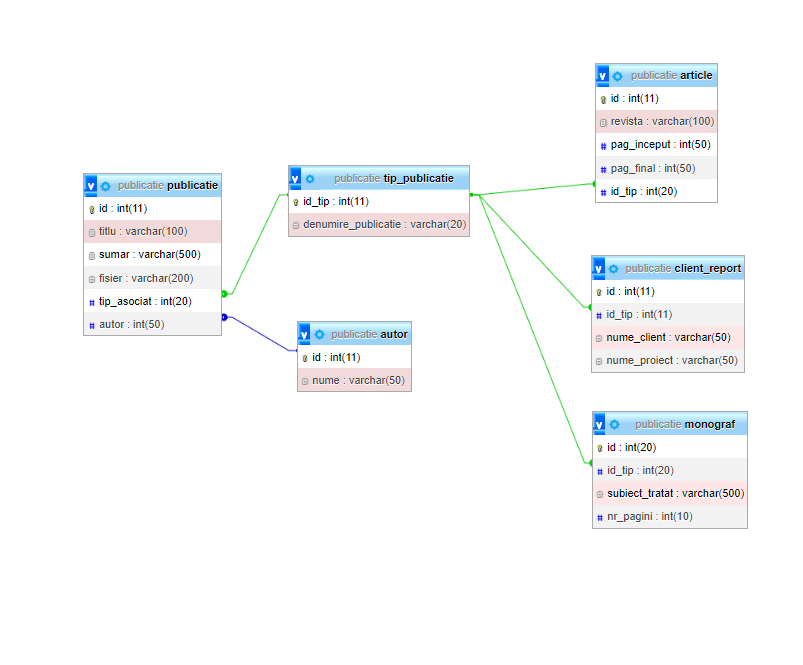 publicatie publicatie
id : int(11)
titlu : varchar(100)
sumar : varchar(500)
fisier : varchar(200)
tip_asociat : int(20)
autor : int(50)
publicatie tip_publicatie
id_tip : int(11)
denumire_publicatie : varchar(20)
publicatie autor
id : int(11)
nume : varchar(50)
publicatie article
id : int(11)
revista : varchar(100)
pag_inceput : int(50)
pag_final : int(50)
id_tip : int(20)
publicatie client_report
id : int(11)
id_tip : int(11)
nume_client : varchar(50)
nume_proiect : varchar(50)
publicatie monograf
id : int(20)
id_tip : int(20)
subiect_tratat : varchar(500)
nr_pagini : int(10)